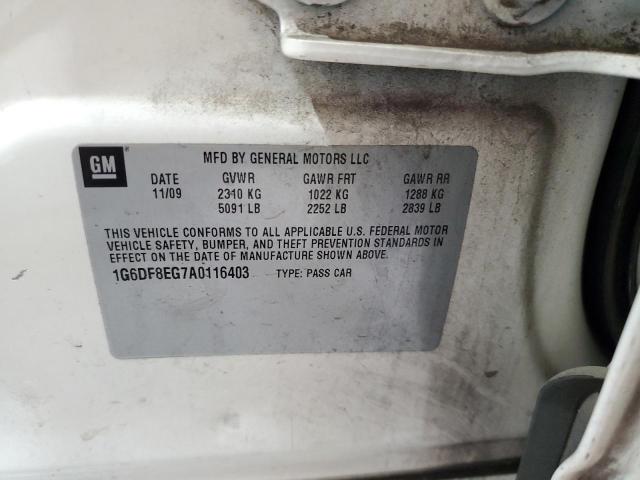 GM
MFD BY GENERAL MOTORS LLC
DATE GVWR GAWR FRT GAWR RR
11/09 2310 KG 1022 KG 1288 KG
5091 LB 2252 LB 2839 LB
THIS VEHICLE CONFORMS TO ALL APPLICABLE U.S. FEDERAL MOTOR
VEHICLE SAFETY, BUMPER, AND THEFT PREVENTION STANDARDS IN
EFFECT ON THE DATE OF MANUFACTURE SHOWN ABOVE.
1G6DF8EG7A0116403 TYPE: PASS CAR